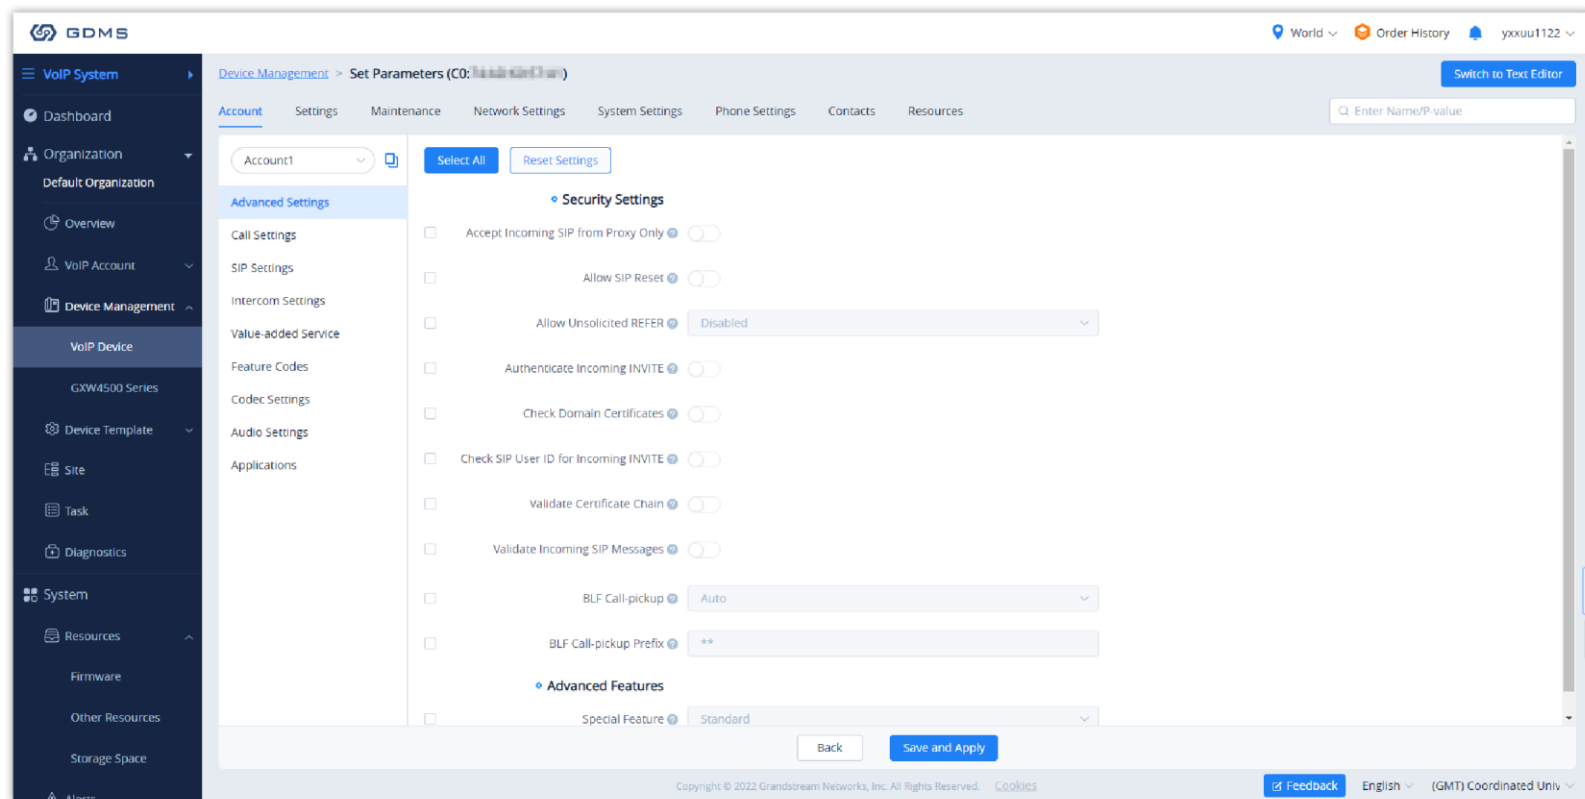 GDMS
World
Order History
yxxuu1122
VoIP System
Device Management > Set Parameters (C0: )
Switch to Text Editor
Dashboard
Organization
Default Organization
Overview
VoIP Account
Device Management
VoIP Device
GXW4500 Series
Device Template
Site
Task
Diagnostics
System
Resources
Firmware
Other Resources
Storage Space
Alerts
Account Settings Maintenance Network Settings System Settings Phone Settings Contacts Resources
Enter Name/P-value
Account1
Advanced Settings
Call Settings
SIP Settings
Intercom Settings
Value-added Service
Feature Codes
Codec Settings
Audio Settings
Applications
Select All Reset Settings
Security Settings
Accept Incoming SIP from Proxy Only
Allow SIP Reset
Allow Unsolicited REFER Disabled
Authenticate Incoming INVITE
Check Domain Certificates
Check SIP User ID for Incoming INVITE
Validate Certificate Chain
Validate Incoming SIP Messages
BLF Call-pickup Auto
BLF Call-pickup Prefix **
Advanced Features
Special Feature Standard
Back Save and Apply
Copyright © 2022 Grandstream Networks, Inc. All Rights Reserved. Cookies
Feedback
English
(GMT) Coordinated Univ